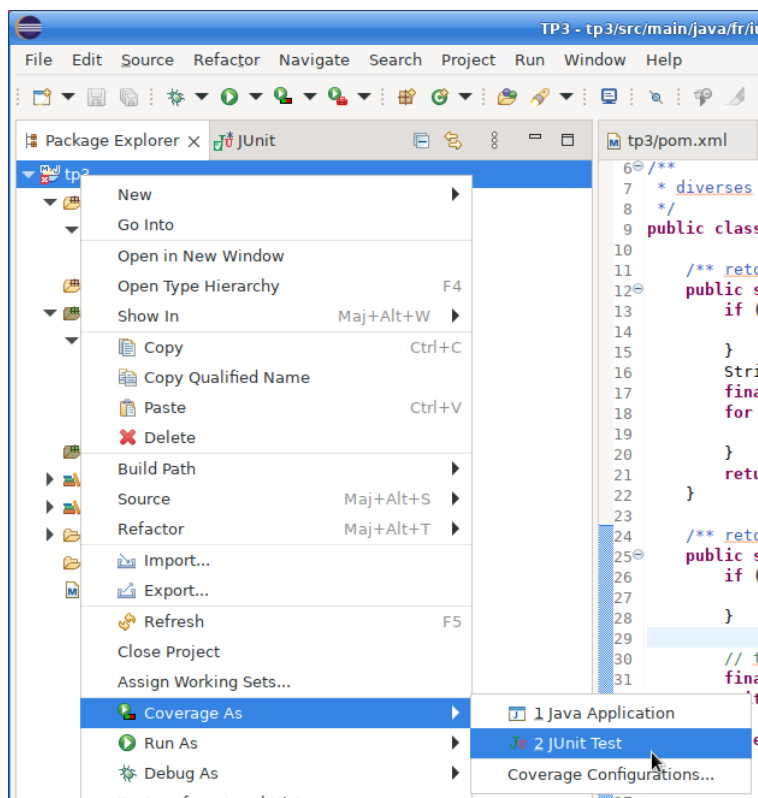 TP3 - tp3/src/main/java/fr/iu
File Edit Source Refactor Navigate Search Project Run Window Help
Package Explorer JUnit tp3/pom.xml
tp3
New
Go Into
Open in New Window
Open Type Hierarchy F4
Show In Maj+Alt+W
Copy Ctrl+C
Copy Qualified Name
Paste Ctrl+V
Delete
Build Path
Source Maj+Alt+S
Refactor Maj+Alt+T
Import...
Export...
Refresh F5
Close Project
Assign Working Sets...
Coverage As
Run As
Debug As
1 Java Application
2 JUnit Test
Coverage Configurations...
6 /**
7 * diverses
8 */
9 public class
10
11 /** reto
12 public s
13 if (
14
15 }
16 Stri
17 fina
18 for
19
20 }
21 retu
22 }
23
24 /** reto
25 public s
26 if (
27
28 }
29
30 // t
31 fina